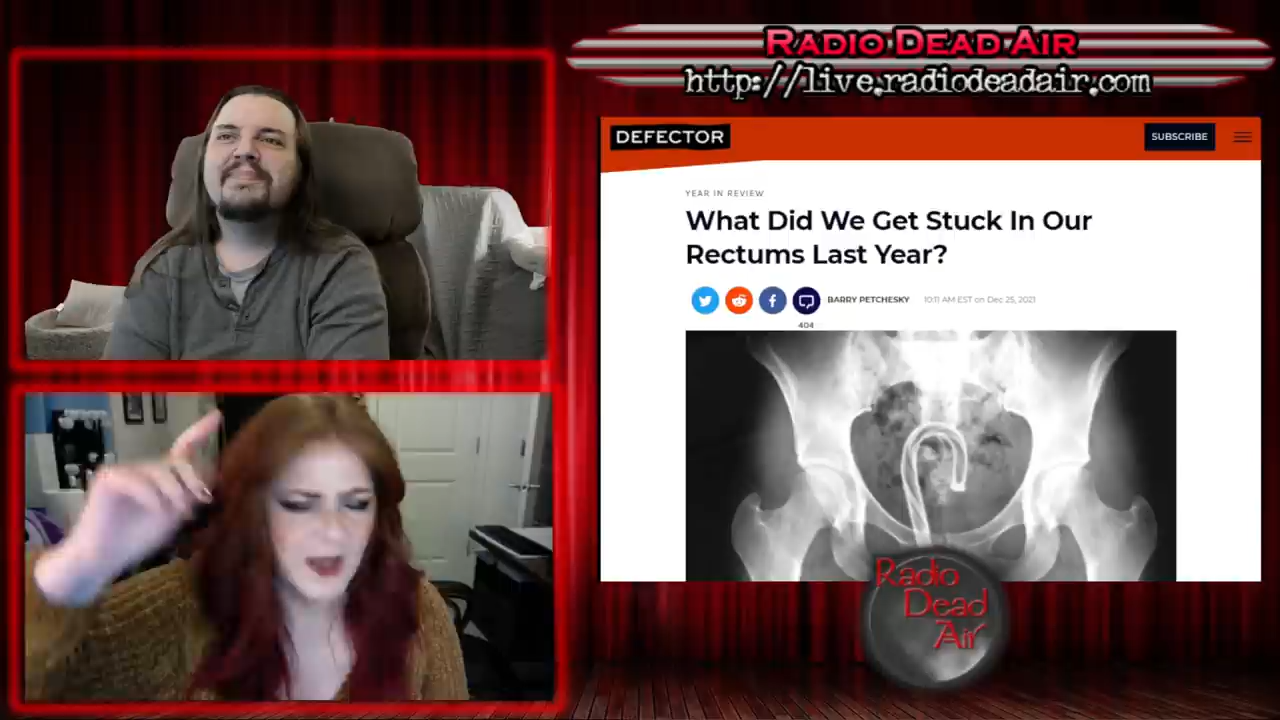 RADIO DEAD AIR
http://live.radiodeadair.com
DEFECTOR
SUBSCRIBE
YEAR IN REVIEW
What Did We Get Stuck In Our
Rectums Last Year?
BARRY PETCHESKY
10:11 AM EST on Dec 25, 2021
404
Radio
Dead
Air